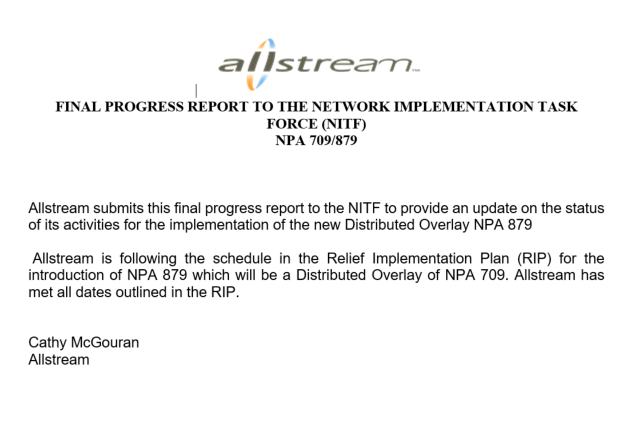 allstream
FINAL PROGRESS REPORT TO THE NETWORK IMPLEMENTATION TASK
FORCE (NITF)
NPA 709/879
Allstream submits this final progress report to the NITF to provide an update on the status
of its activities for the implementation of the new Distributed Overlay NPA 879
Allstream is following the schedule in the Relief Implementation Plan (RIP) for the
introduction of NPA 879 which will be a Distributed Overlay of NPA 709. Allstream has
met all dates outlined in the RIP.
Cathy McGouran
Allstream